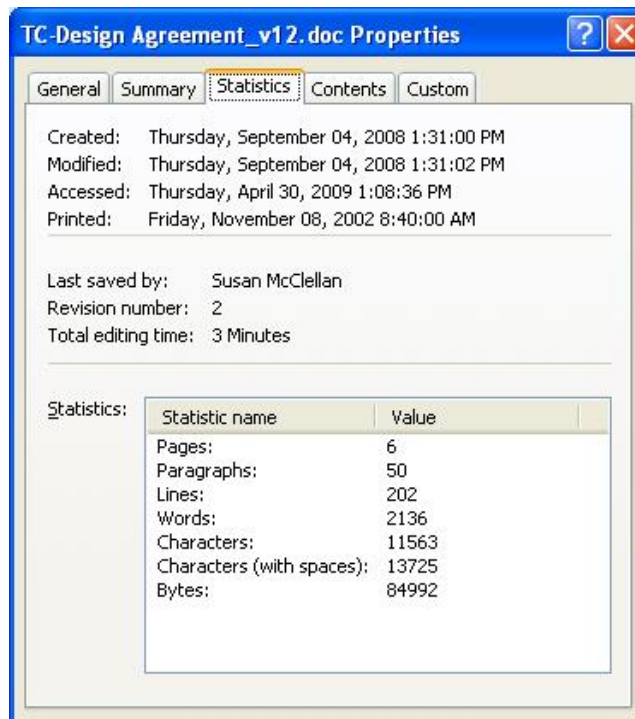 TC-Design Agreement_v12.doc Properties
General Summary Statistics Contents Custom
Created: Thursday, September 04, 2008 1:31:00 PM
Modified: Thursday, September 04, 2008 1:31:02 PM
Accessed: Thursday, April 30, 2009 1:08:36 PM
Printed: Friday, November 08, 2002 8:40:00 AM
Last saved by: Susan McClellan
Revision number: 2
Total editing time: 3 Minutes
Statistics:
Statistic name Value
Pages: 6
Paragraphs: 50
Lines: 202
Words: 2136
Characters: 11563
Characters (with spaces): 13725
Bytes: 84992